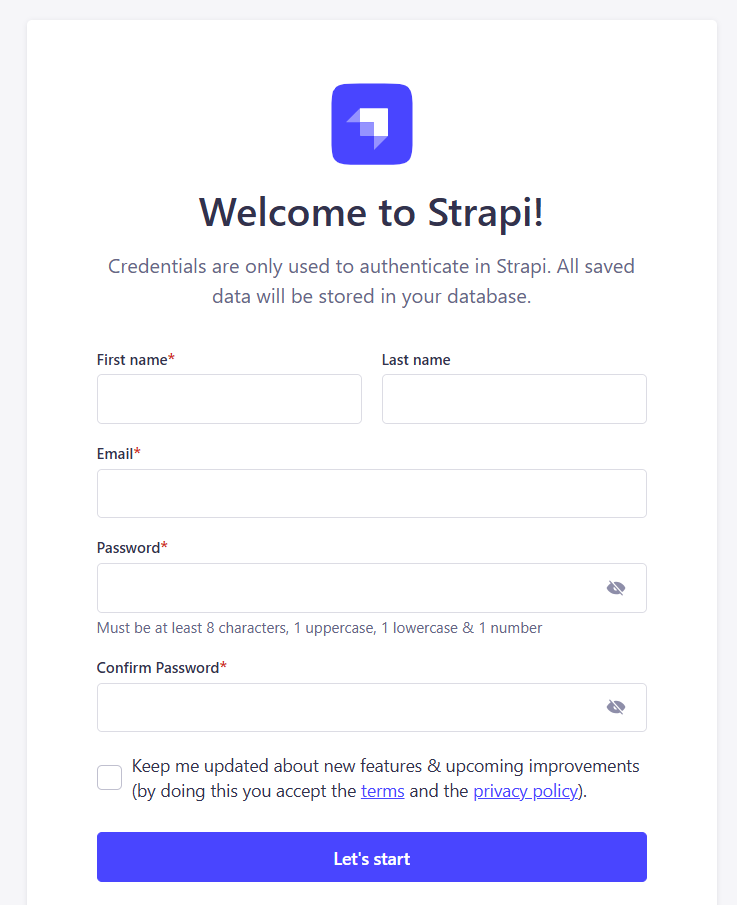 Welcome to Strapi!
Credentials are only used to authenticate in Strapi. All saved
data will be stored in your database.
First name*
Last name
Email*
Password*
Must be at least 8 characters, 1 uppercase, 1 lowercase & 1 number
Confirm Password*
Keep me updated about new features & upcoming improvements
(by doing this you accept the terms and the privacy policy).
Let's start